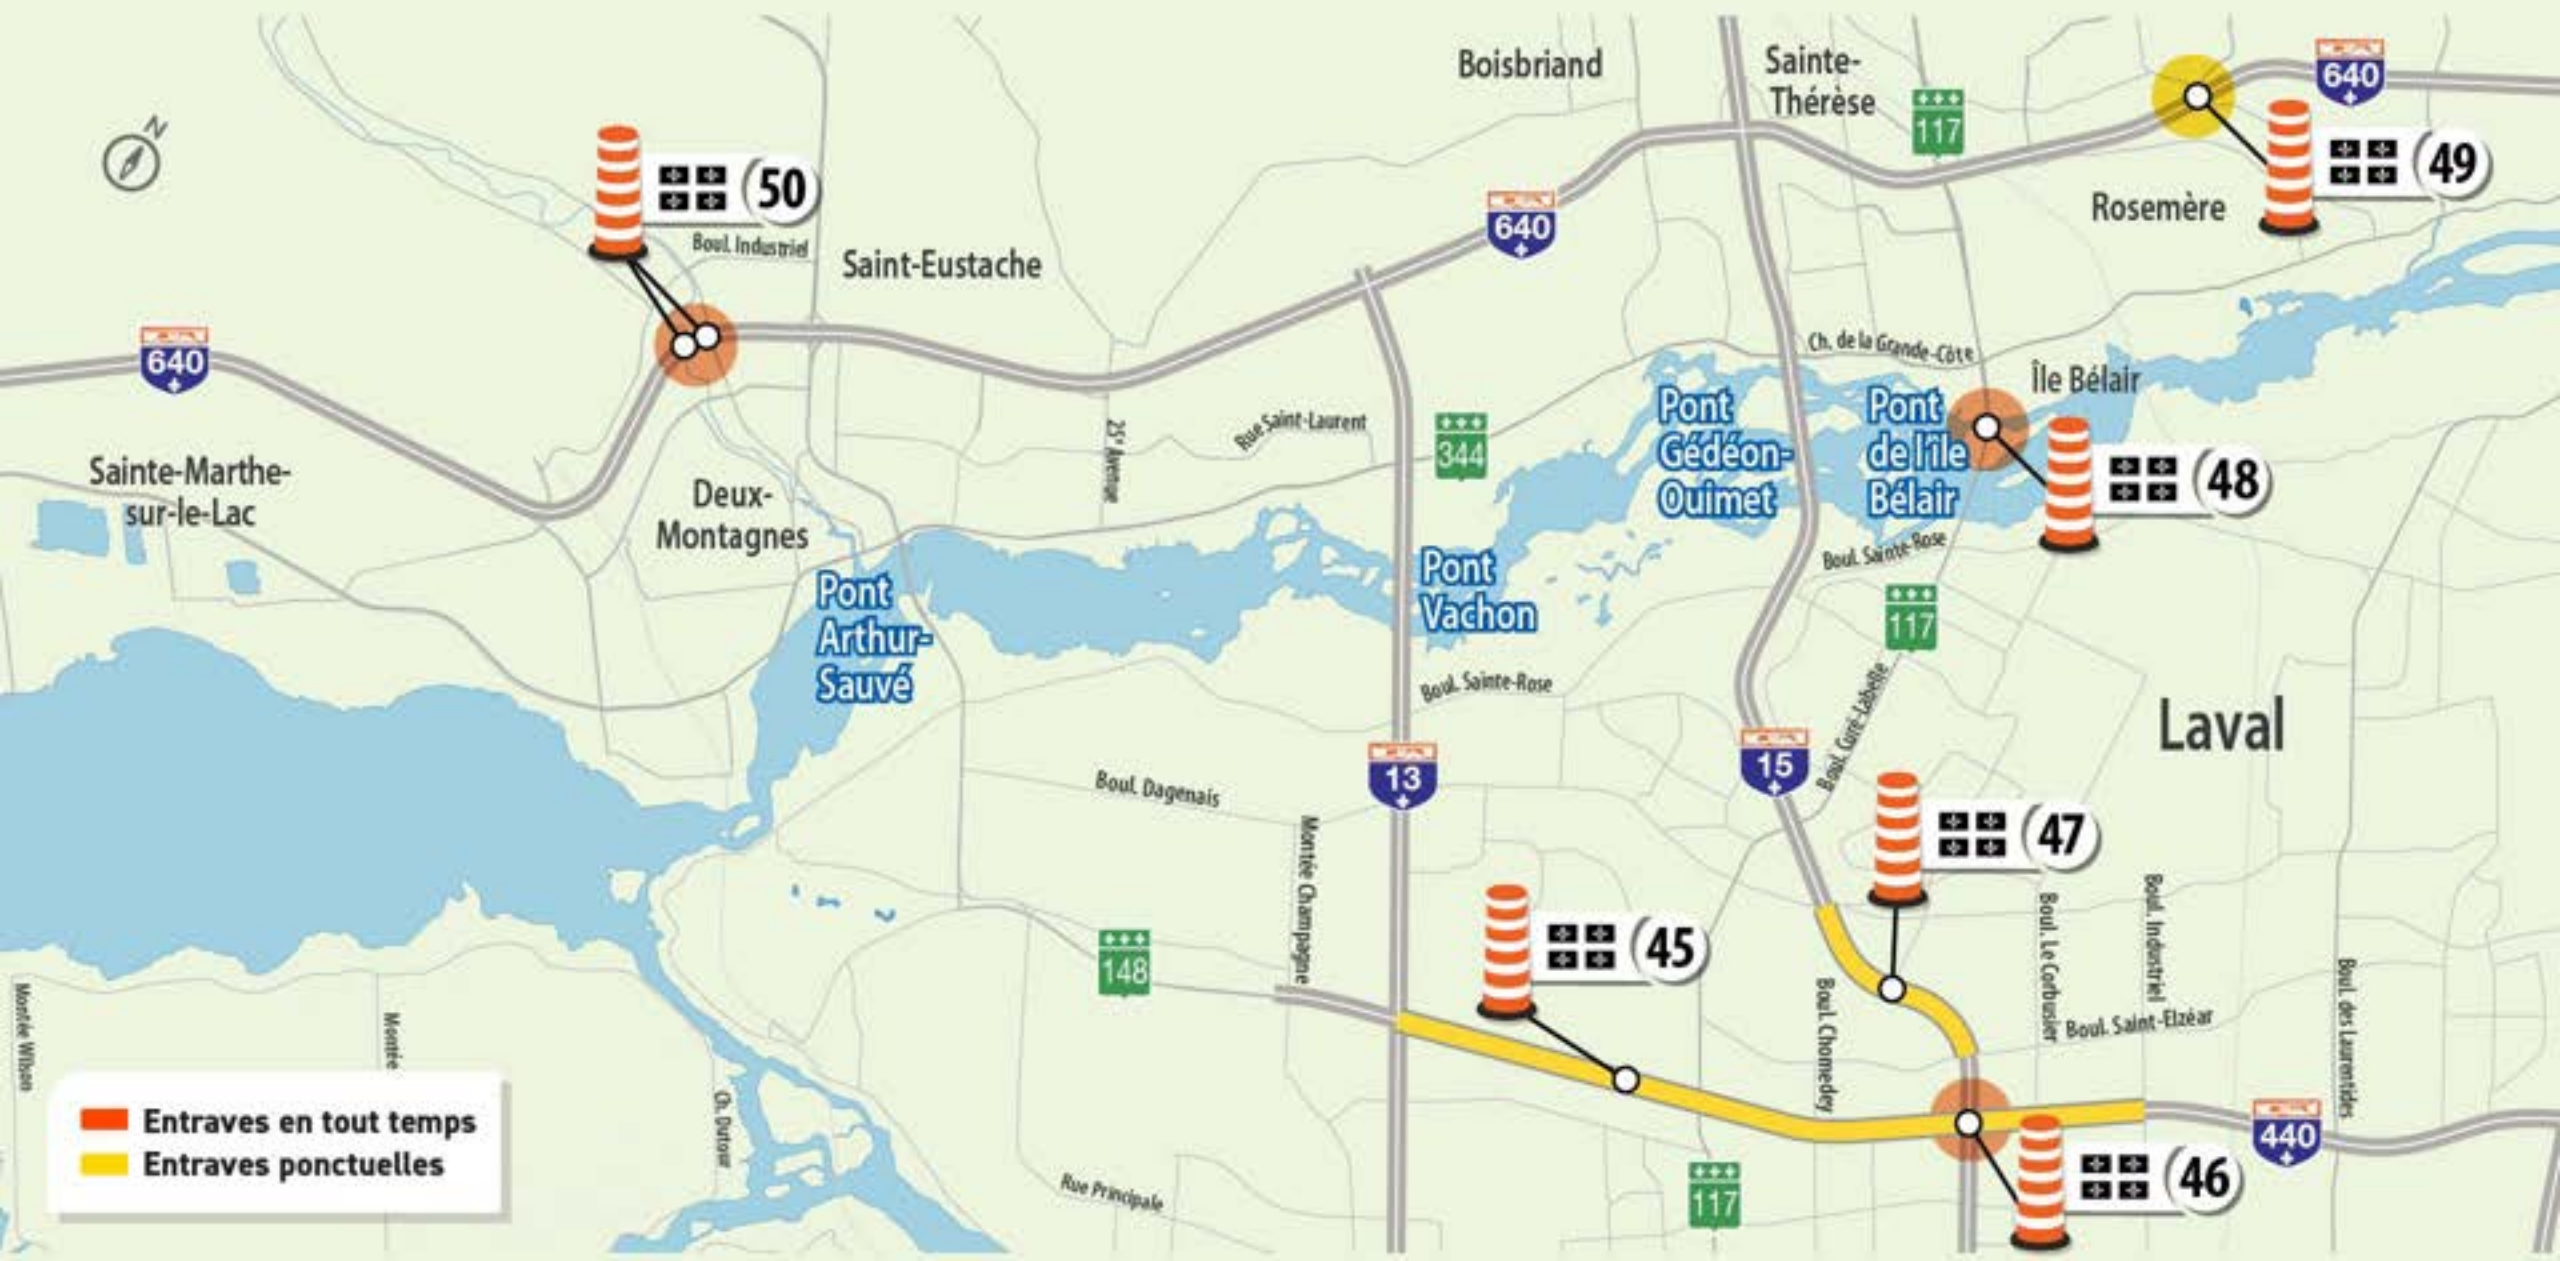 Boisbriand
Sainte-
Thérèse
117
640
N
50
49
Rosemère
Boul. Industriel
Saint-Eustache
640
640
Ch. de la Grande-Côte
Île Bélair
Rue Saint-Laurent
25e Avenue
344
Pont
Gédéon-
Ouimet
Pont
de l'île
Bélair
48
Sainte-Marthe-
sur-le-Lac
Deux-
Montagnes
Pont
Arthur-
Sauvé
Pont
Vachon
Boul. Sainte-Rose
117
Boul. Sainte-Rose
Boul. Curé-Labelle
Laval
13
15
Boul. Dagenais
Montée Champagne
47
45
148
Boul. Chomedey
Boul. Le Corbusier
Boul. Industriel
Boul. Saint-Elzéar
Boul. des Laurentides
Montée Wilson
Montée
Ch. Dutour
Rue Principale
117
46
440
Entraves en tout temps
Entraves ponctuelles